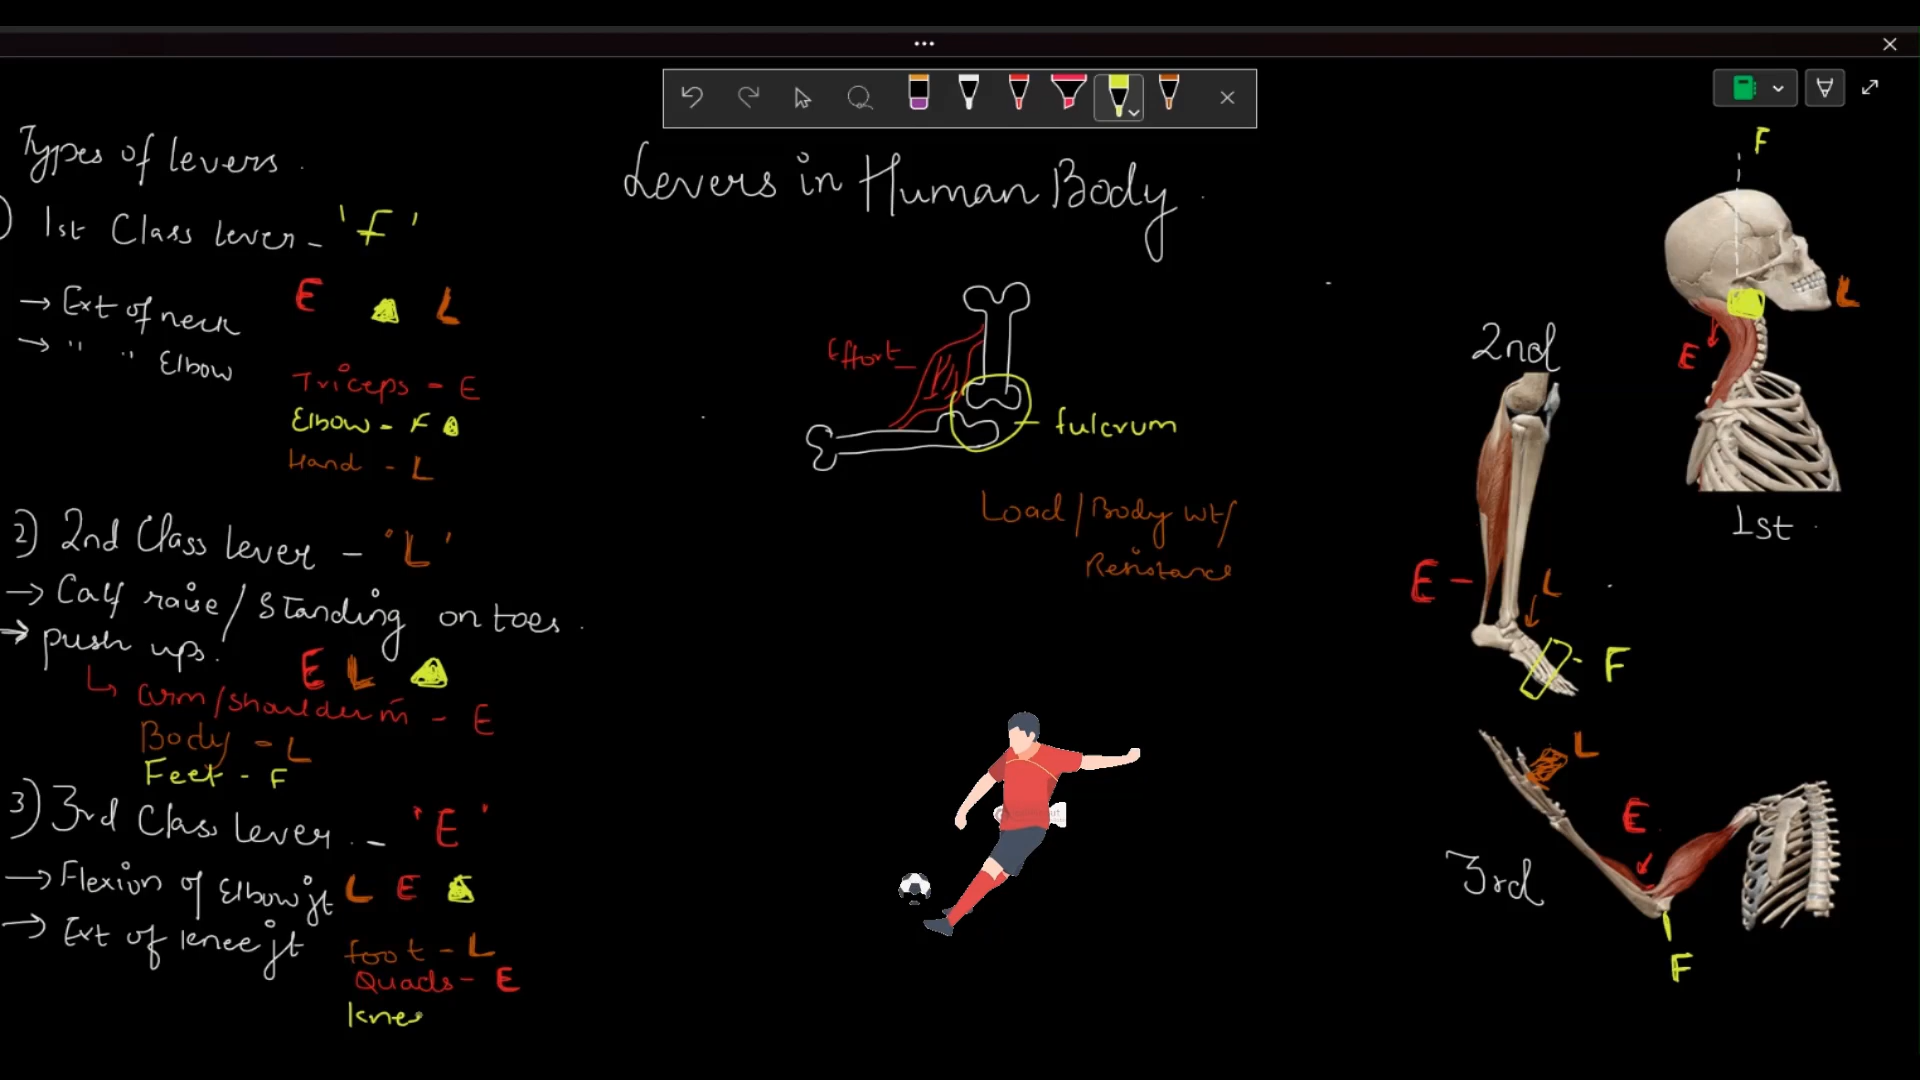 Types of levers.
Levers in Human Body.
) 1st Class lever - 'F'
E L
→ Ext of neck
→ " " Elbow
Triceps - E
Elbow - F
Hand - L
2) 2nd Class lever - 'L'
→ Calf raise/Standing on toes.
→ push ups.
E L
↳ arm/shoulder m̄ - E
Body - L
Feet - F
3) 3rd Class lever. - 'E'
→ Flexion of Elbow jt
L E
→ Ext of knee jt
foot - L
Quads - E
knee
Effort
fulcrum
Load/Body wt/
Resistance
F
L
E
1st.
2nd
E -
L
- F
L
E
3rd
F